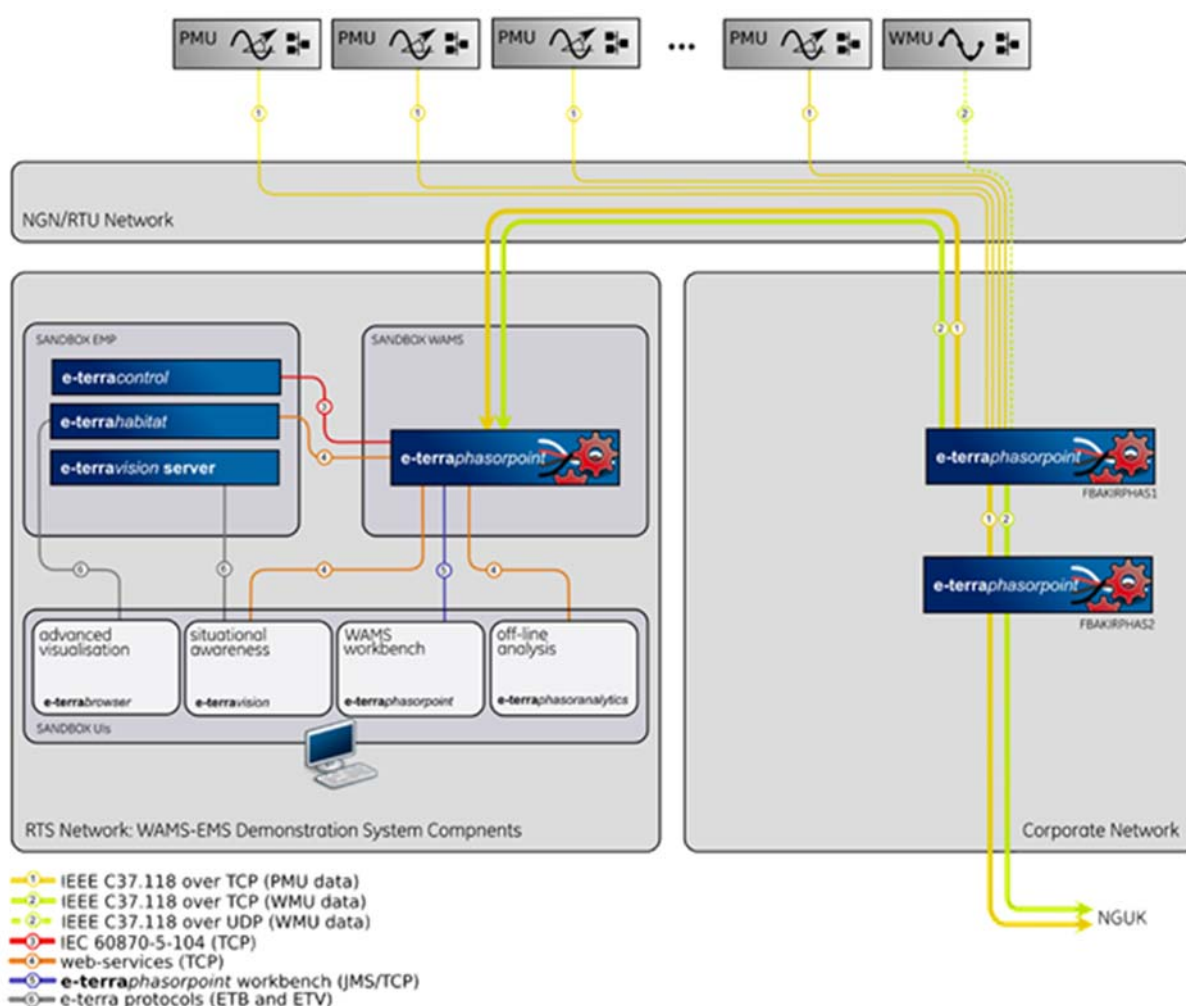 PMU
PMU
PMU
...
PMU
WMU
1
1
1
1
2
NGN/RTU Network
SANDBOX EMP
SANDBOX WAMS
2
1
e-terracontrol
3
e-terrahabitat
4
e-terravision server
e-terraphasorpoint
e-terraphasorpoint
FBAKIRPHAS1
1
2
6
6
4
5
4
e-terraphasorpoint
FBAKIRPHAS2
advanced
visualisation
e-terrabrowser
situational
awareness
e-terravision
WAMS
workbench
e-terraphasorpoint
off-line
analysis
e-terraphasoranalytics
SANDBOX UIs
RTS Network: WAMS-EMS Demonstration System Compnents
Corporate Network
1 IEEE C37.118 over TCP (PMU data)
2 IEEE C37.118 over TCP (WMU data)
2 IEEE C37.118 over UDP (WMU data)
3 IEC 60870-5-104 (TCP)
4 web-services (TCP)
5 e-terraphasorpoint workbench (JMS/TCP)
6 e-terra protocols (ETB and ETV)
NGUK